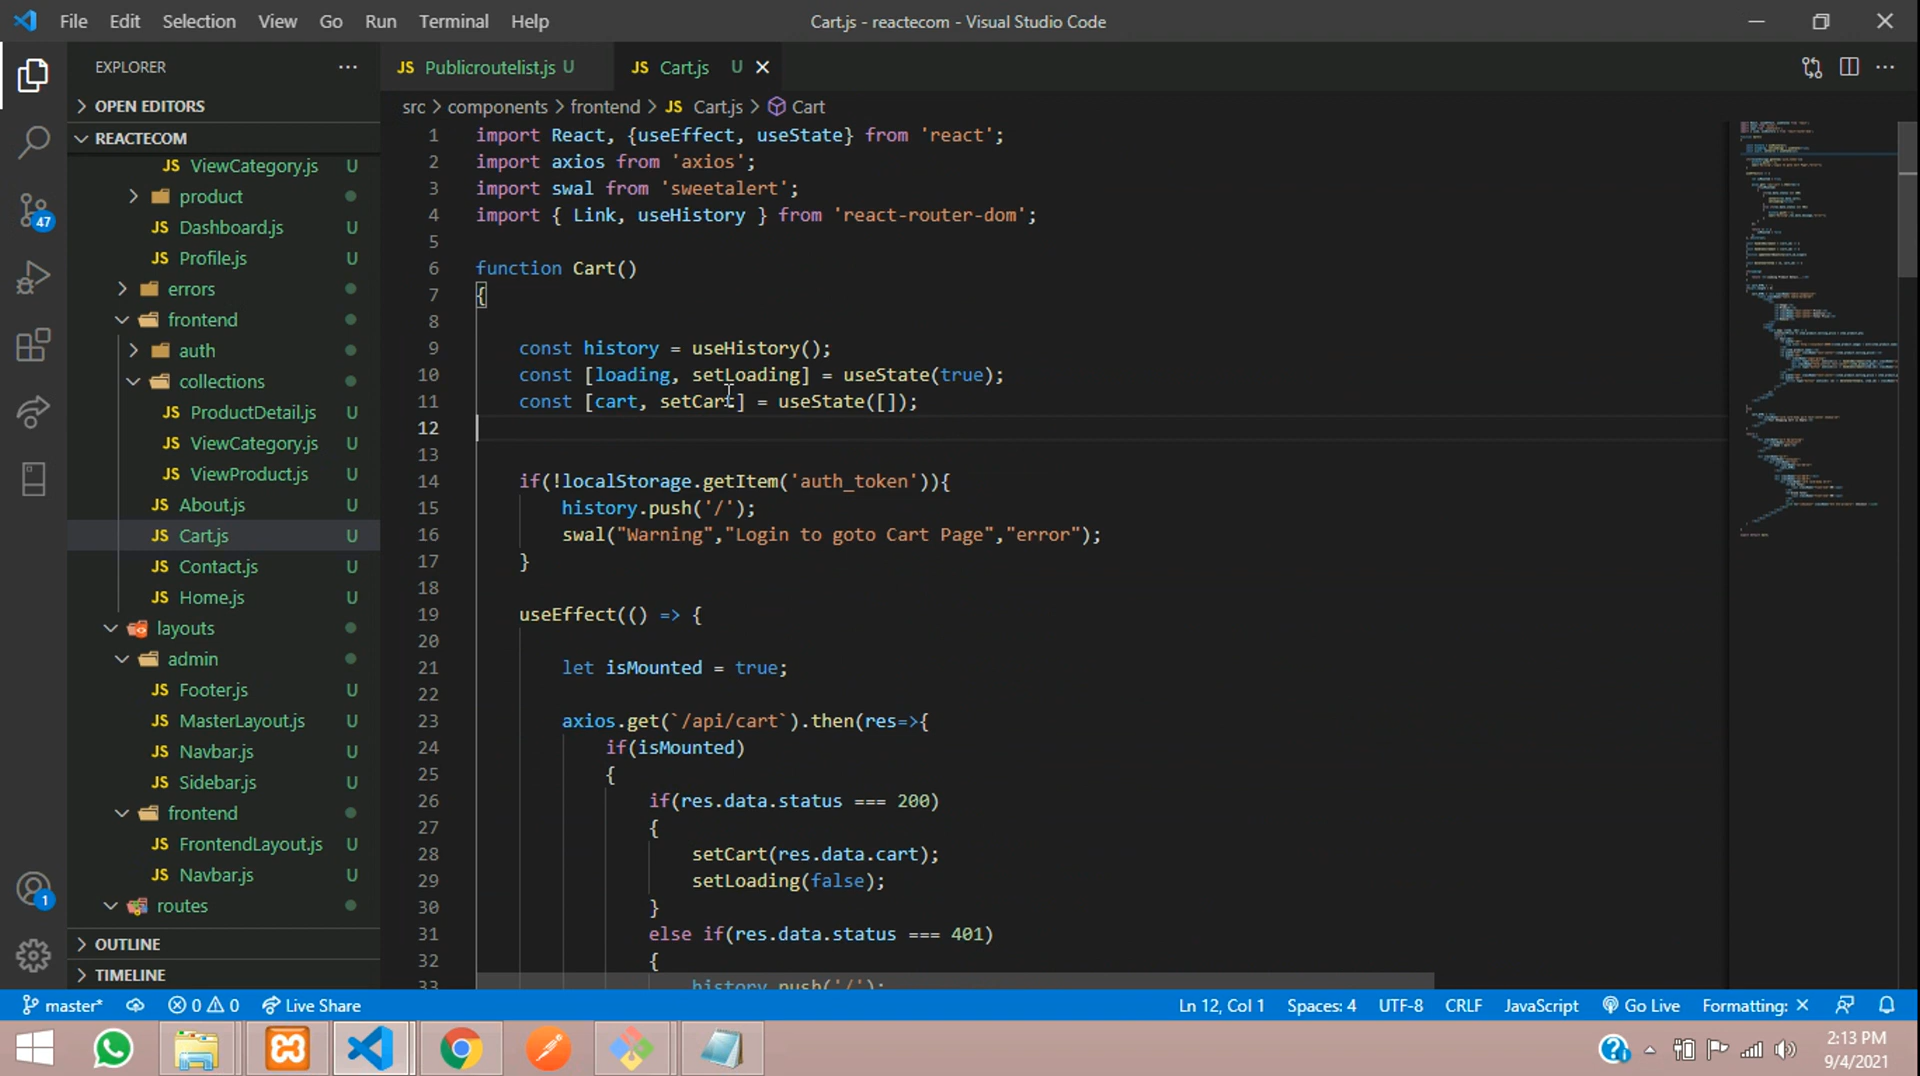 File Edit Selection View Go Run Terminal Help
Cart.js - reactecom - Visual Studio Code
EXPLORER
OPEN EDITORS
REACTECOM
JS ViewCategory.js U
product
JS Dashboard.js U
JS Profile.js U
errors
frontend
auth
collections
JS ProductDetail.js U
JS ViewCategory.js U
JS ViewProduct.js U
JS About.js U
JS Cart.js U
JS Contact.js U
JS Home.js U
layouts
admin
JS Footer.js U
JS MasterLayout.js U
JS Navbar.js U
JS Sidebar.js U
frontend
JS FrontendLayout.js U
JS Navbar.js U
routes
OUTLINE
TIMELINE
47
1
JS Publicroutelist.js U
JS Cart.js U
src > components > frontend > JS Cart.js > Cart
1 import React, {useEffect, useState} from 'react';
2 import axios from 'axios';
3 import swal from 'sweetalert';
4 import { Link, useHistory } from 'react-router-dom';
5
6 function Cart()
7 {
8
9 const history = useHistory();
10 const [loading, setLoading] = useState(true);
11 const [cart, setCart] = useState([]);
12
13
14 if(!localStorage.getItem('auth_token')){
15 history.push('/');
16 swal("Warning","Login to goto Cart Page","error");
17 }
18
19 useEffect(() => {
20
21 let isMounted = true;
22
23 axios.get(`/api/cart`).then(res=>{
24 if(isMounted)
25 {
26 if(res.data.status === 200)
27 {
28 setCart(res.data.cart);
29 setLoading(false);
30 }
31 else if(res.data.status === 401)
32 {
33 history.push('/');
master* 0 0 Live Share
Ln 12, Col 1 Spaces: 4 UTF-8 CRLF JavaScript Go Live Formatting: ×
2:13 PM
9/4/2021